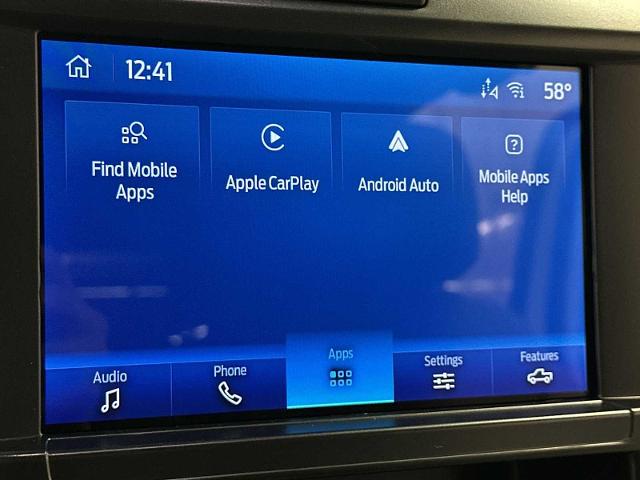 12:41
58°
Find Mobile
Apps
Apple CarPlay
Android Auto
Mobile Apps
Help
Audio
Phone
Apps
Settings
Features